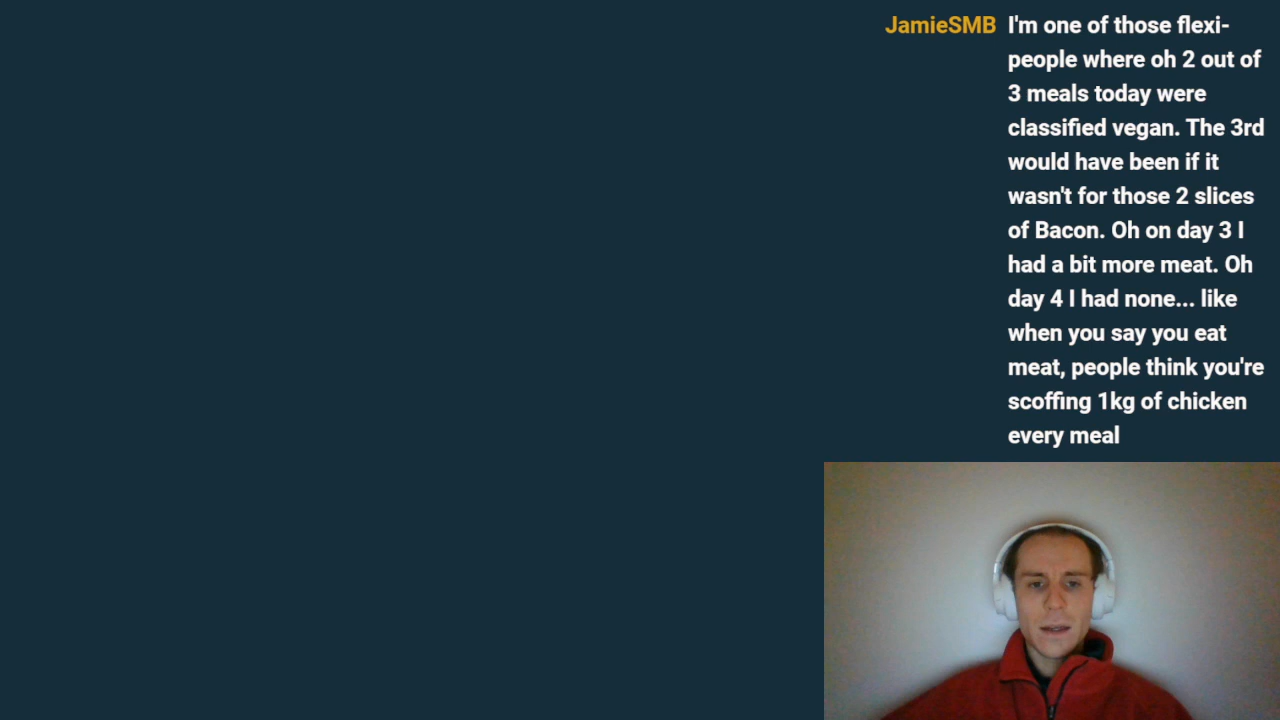 JamieSMB I'm one of those flexi-
people where oh 2 out of
3 meals today were
classified vegan. The 3rd
would have been if it
wasn't for those 2 slices
of Bacon. Oh on day 3 I
had a bit more meat. Oh
day 4 I had none... like
when you say you eat
meat, people think you're
scoffing 1kg of chicken
every meal